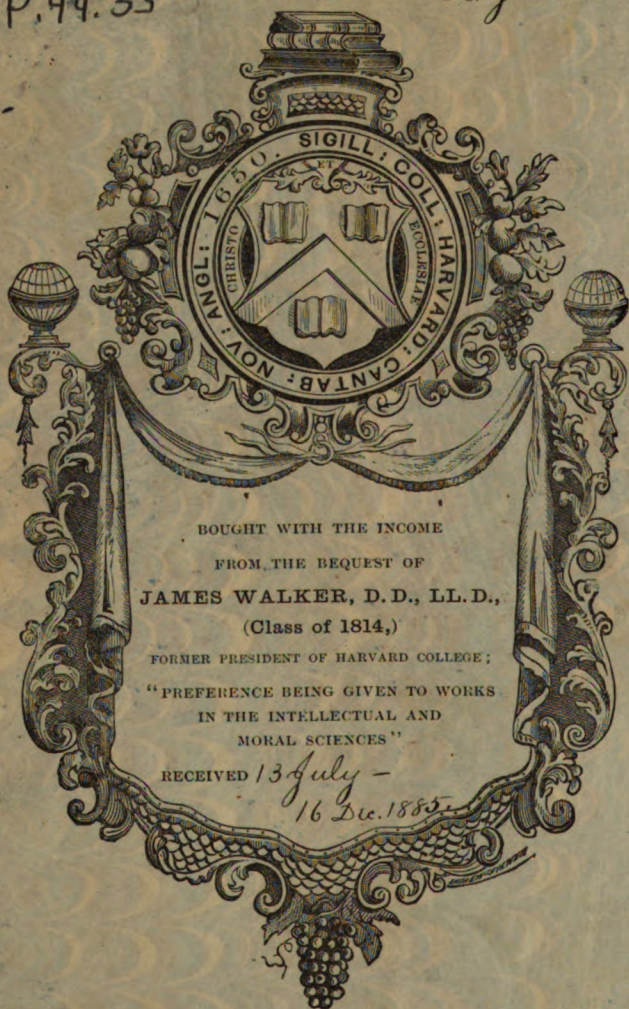 P.44.33
1650. SIGILL: COLL: HARVARD: CANTAB: NOV: ANGL:
ET
CHRISTO
ECCLESIAE
BOUGHT WITH THE INCOME
FROM THE BEQUEST OF
JAMES WALKER, D.D., LL.D.,
(Class of 1814,)
FORMER PRESIDENT OF HARVARD COLLEGE;
"PREFERENCE BEING GIVEN TO WORKS
IN THE INTELLECTUAL AND
MORAL SCIENCES"
RECEIVED 13 July –
16 Dec. 1885.